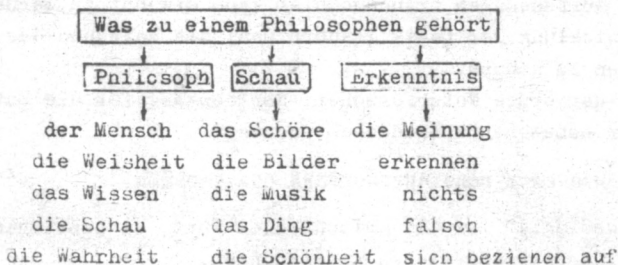 Was zu einem Philosophen gehört
Philosoph Schau Erkenntnis
der Mensch das Schöne die Meinung
die Weisheit die Bilder erkennen
das Wissen die Musik nichts
die Schau das Ding falsch
die Wahrheit die Schönheit sich beziehen auf